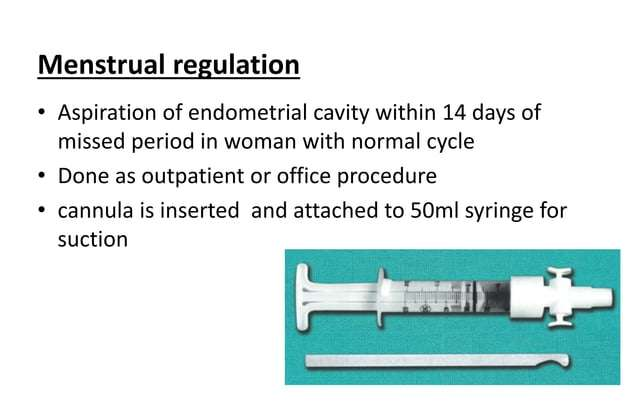 Menstrual regulation
• Aspiration of endometrial cavity within 14 days of
missed period in woman with normal cycle
• Done as outpatient or office procedure
• cannula is inserted  and attached to 50ml syringe for
suction